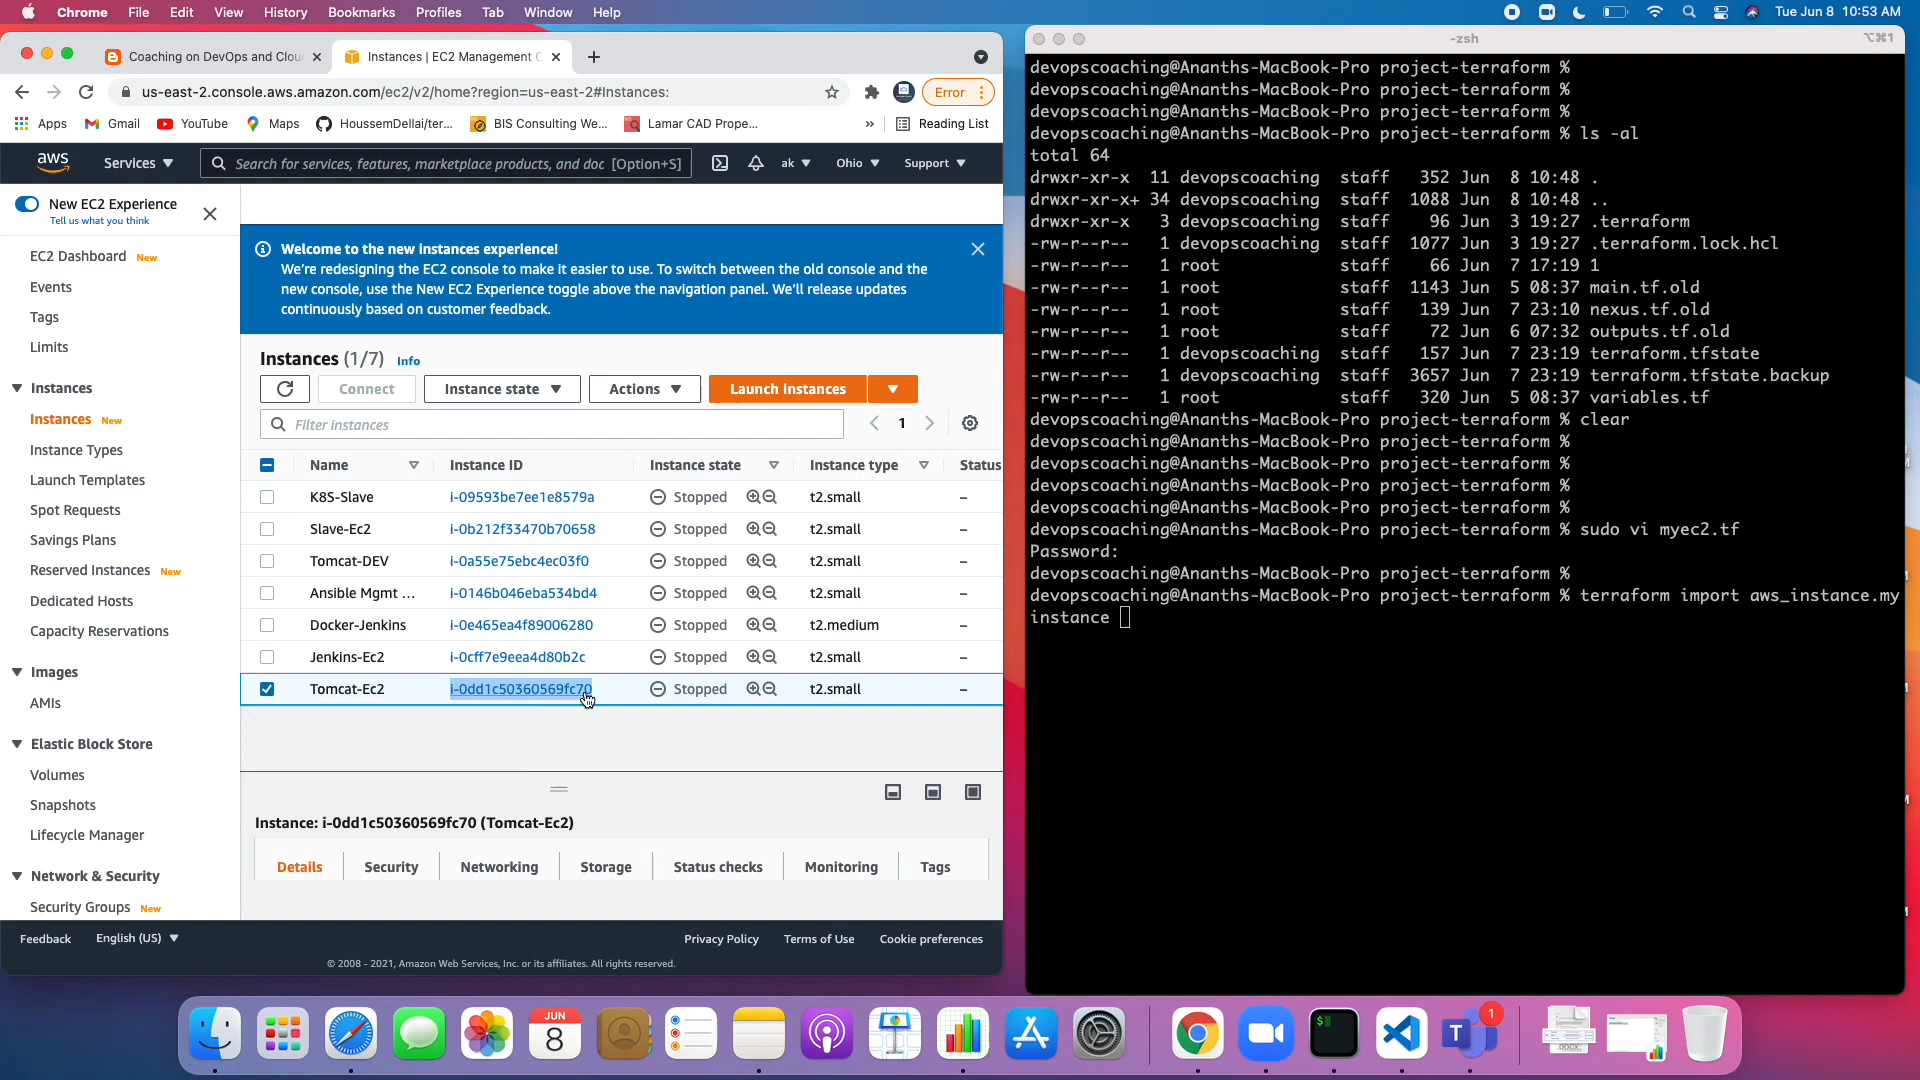 Chrome File Edit View History Bookmarks Profiles Tab Window Help
Tue Jun 8 10:53 AM
Coaching on DevOps and Clou
Instances | EC2 Management C
us-east-2.console.aws.amazon.com/ec2/v2/home?region=us-east-2#Instances:
Error
Apps Gmail YouTube Maps HoussemDellai/ter... BIS Consulting We... Lamar CAD Prope... » Reading List
aws Services Search for services, features, marketplace products, and doc [Option+S] ak Ohio Support
New EC2 Experience
Tell us what you think
EC2 Dashboard New
Events
Tags
Limits
Instances
Instances New
Instance Types
Launch Templates
Spot Requests
Savings Plans
Reserved Instances New
Dedicated Hosts
Capacity Reservations
Images
AMIs
Elastic Block Store
Volumes
Snapshots
Lifecycle Manager
Network & Security
Security Groups New
Welcome to the new instances experience!
We're redesigning the EC2 console to make it easier to use. To switch between the old console and the
new console, use the New EC2 Experience toggle above the navigation panel. We'll release updates
continuously based on customer feedback.
Instances (1/7) Info
Connect Instance state Actions Launch instances
Filter instances
1
Name Instance ID Instance state Instance type Status
K8S-Slave i-09593be7ee1e8579a Stopped t2.small –
Slave-Ec2 i-0b212f33470b70658 Stopped t2.small –
Tomcat-DEV i-0a55e75ebc4ec03f0 Stopped t2.small –
Ansible Mgmt ... i-0146b046eba534bd4 Stopped t2.small –
Docker-Jenkins i-0e465ea4f89006280 Stopped t2.medium –
Jenkins-Ec2 i-0cff7e9eea4d80b2c Stopped t2.small –
Tomcat-Ec2 i-0dd1c50360569fc70 Stopped t2.small –
Instance: i-0dd1c50360569fc70 (Tomcat-Ec2)
Details Security Networking Storage Status checks Monitoring Tags
Feedback English (US) Privacy Policy Terms of Use Cookie preferences
© 2008 - 2021, Amazon Web Services, Inc. or its affiliates. All rights reserved.
-zsh
⌥⌘1
devopscoaching@Ananths-MacBook-Pro project-terraform %
devopscoaching@Ananths-MacBook-Pro project-terraform %
devopscoaching@Ananths-MacBook-Pro project-terraform %
devopscoaching@Ananths-MacBook-Pro project-terraform % ls -al
total 64
drwxr-xr-x 11 devopscoaching staff 352 Jun 8 10:48 .
drwxr-xr-x+ 34 devopscoaching staff 1088 Jun 8 10:48 ..
drwxr-xr-x 3 devopscoaching staff 96 Jun 3 19:27 .terraform
-rw-r--r-- 1 devopscoaching staff 1077 Jun 3 19:27 .terraform.lock.hcl
-rw-r--r-- 1 root staff 66 Jun 7 17:19 1
-rw-r--r-- 1 root staff 1143 Jun 5 08:37 main.tf.old
-rw-r--r-- 1 root staff 139 Jun 7 23:10 nexus.tf.old
-rw-r--r-- 1 root staff 72 Jun 6 07:32 outputs.tf.old
-rw-r--r-- 1 devopscoaching staff 157 Jun 7 23:19 terraform.tfstate
-rw-r--r-- 1 devopscoaching staff 3657 Jun 7 23:19 terraform.tfstate.backup
-rw-r--r-- 1 root staff 320 Jun 5 08:37 variables.tf
devopscoaching@Ananths-MacBook-Pro project-terraform % clear
devopscoaching@Ananths-MacBook-Pro project-terraform %
devopscoaching@Ananths-MacBook-Pro project-terraform %
devopscoaching@Ananths-MacBook-Pro project-terraform %
devopscoaching@Ananths-MacBook-Pro project-terraform %
devopscoaching@Ananths-MacBook-Pro project-terraform % sudo vi myec2.tf
Password:
devopscoaching@Ananths-MacBook-Pro project-terraform %
devopscoaching@Ananths-MacBook-Pro project-terraform % terraform import aws_instance.my
instance
JUN
8
1
DOCX